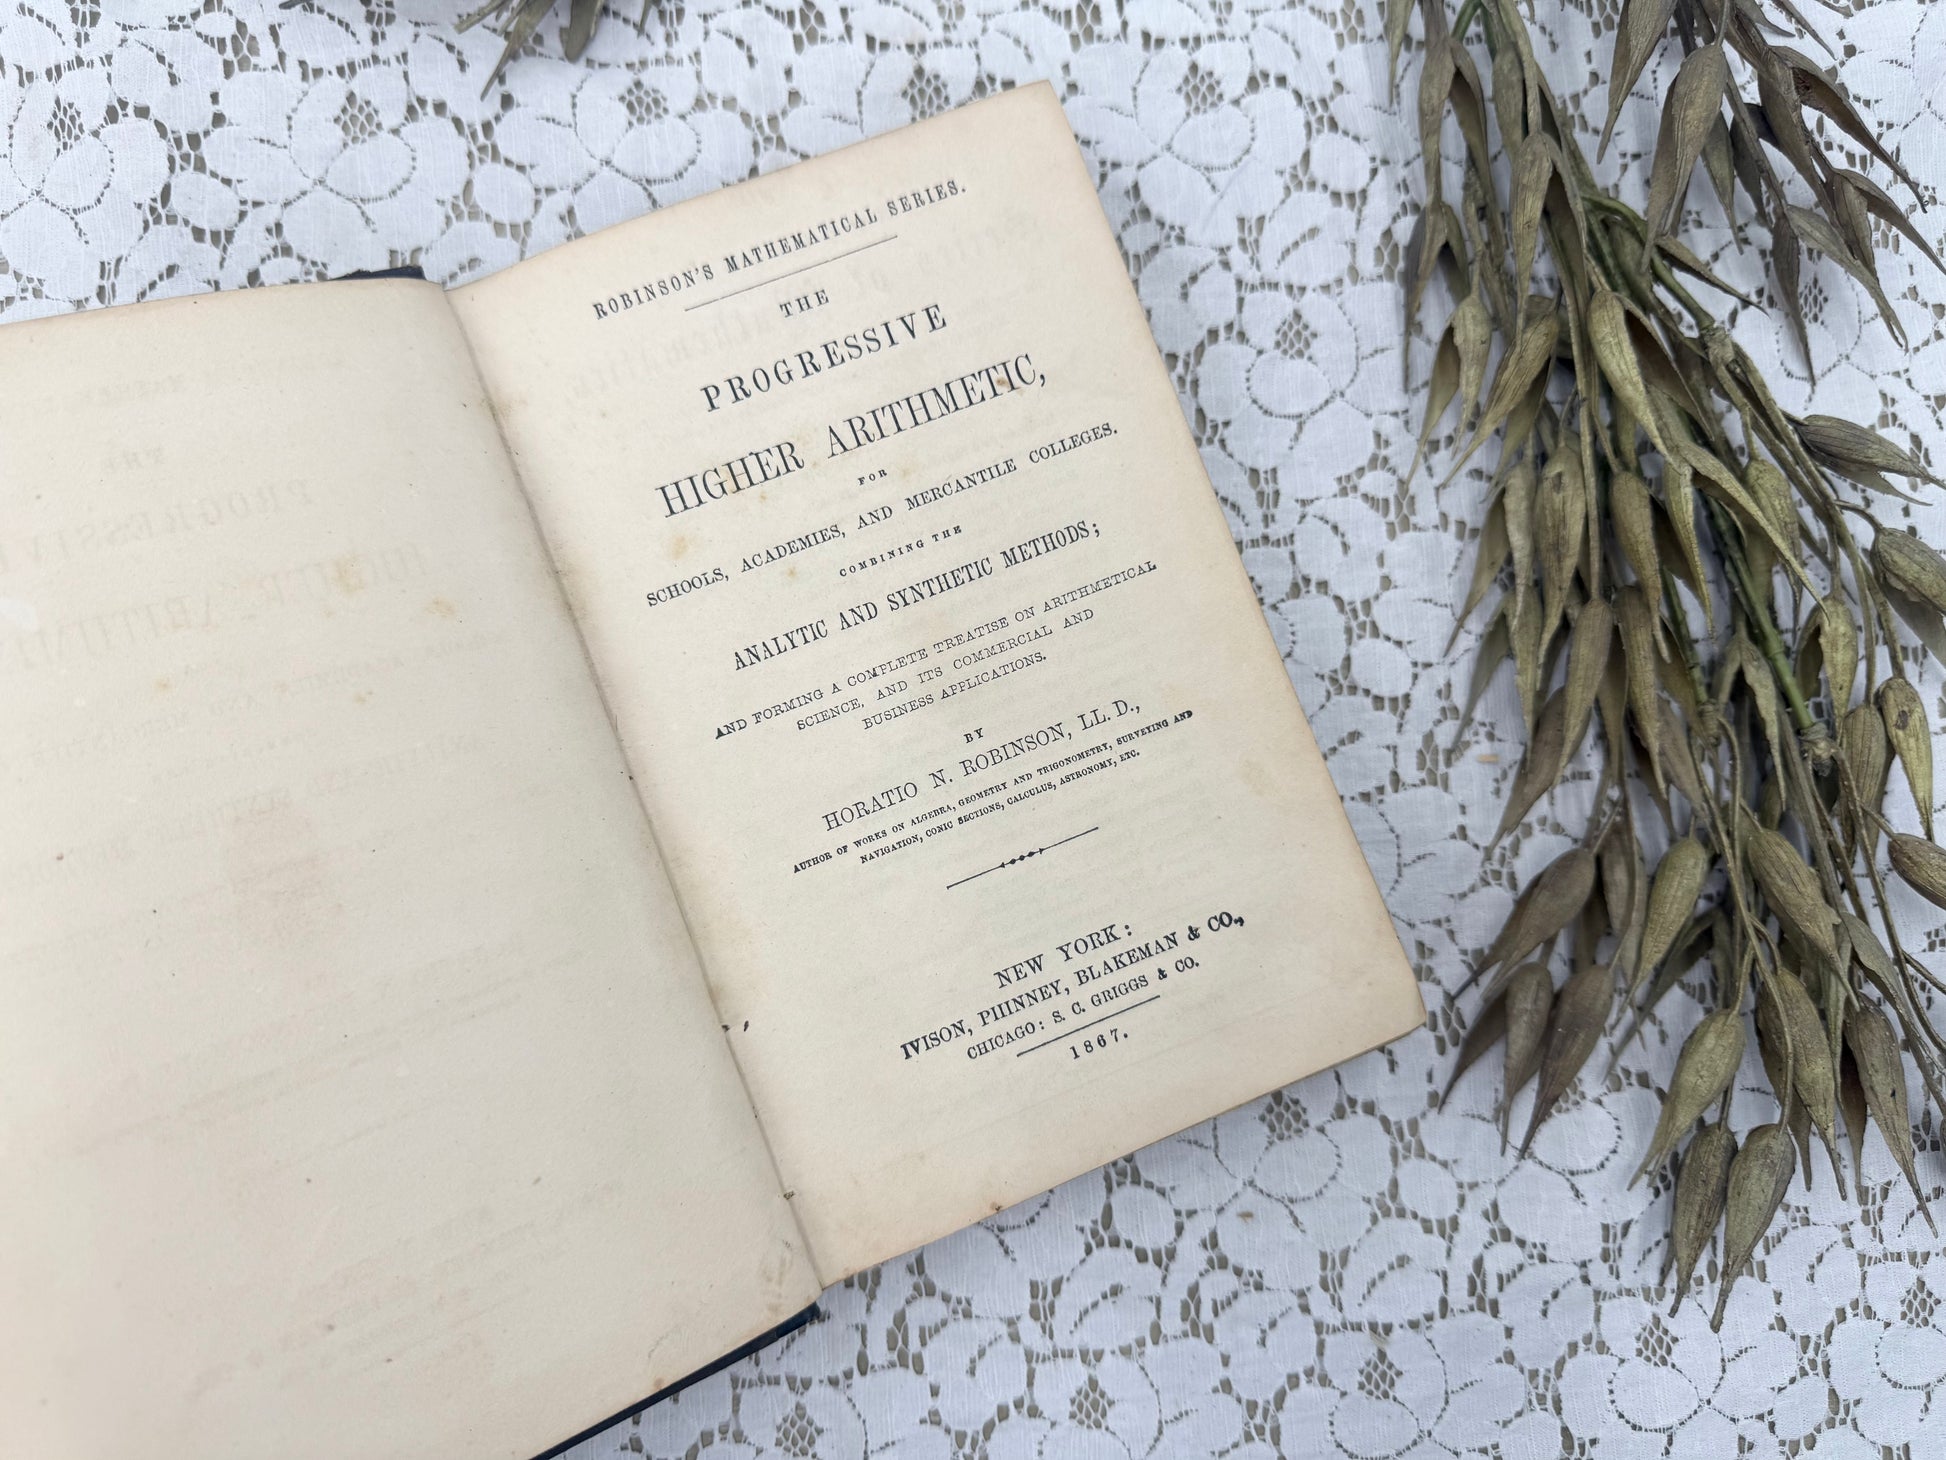 ROBINSON'S MATHEMATICAL SERIES.
THE
PROGRESSIVE
HIGHER ARITHMETIC,
FOR
SCHOOLS, ACADEMIES, AND MERCANTILE COLLEGES.
COMBINING THE
ANALYTIC AND SYNTHETIC METHODS;
AND FORMING A COMPLETE TREATISE ON ARITHMETICAL
SCIENCE, AND ITS COMMERCIAL AND
BUSINESS APPLICATIONS.
BY
HORATIO N. ROBINSON, LL. D.,
AUTHOR OF WORKS ON ALGEBRA, GEOMETRY AND TRIGONOMETRY, SURVEYING AND
NAVIGATION, CONIC SECTIONS, CALCULUS, ASTRONOMY, ETC.
NEW YORK:
IVISON, PHINNEY, BLAKEMAN & CO.,
CHICAGO: S. C. GRIGGS & CO.
1867.